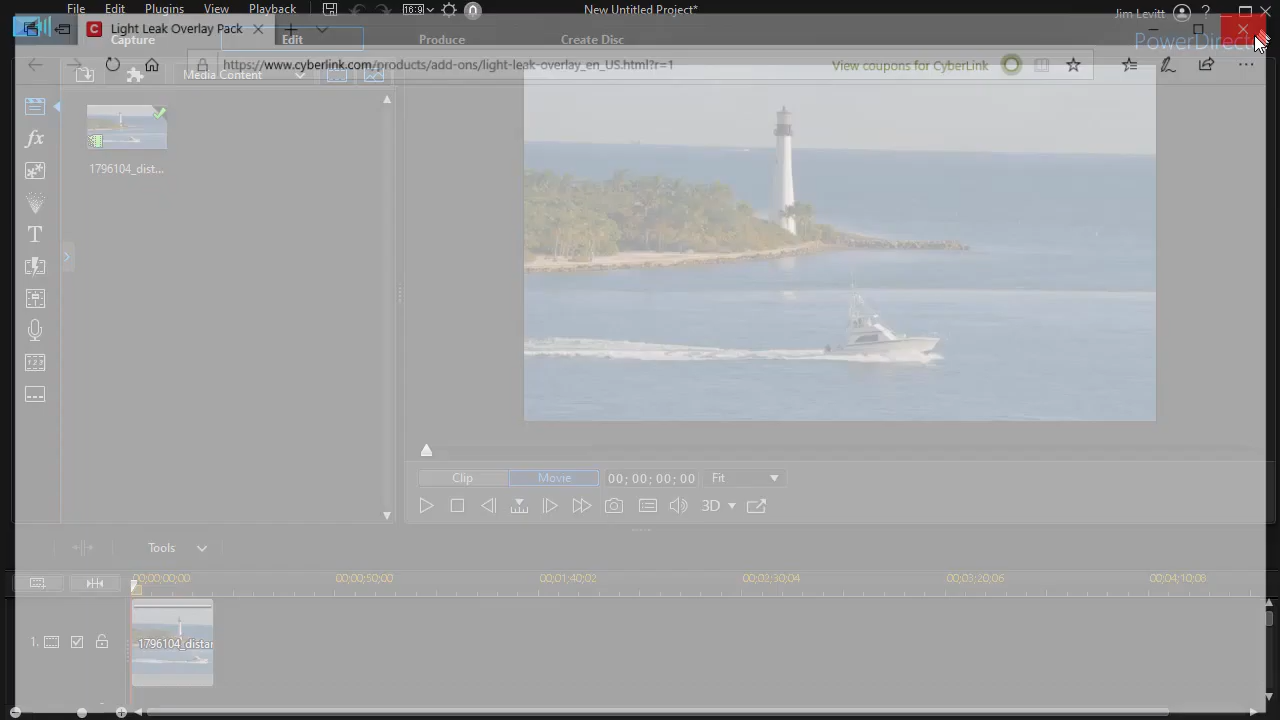 File Edit Plugins View Playback 16:9 New Untitled Project* Jim Levitt ?
C Light Leak Overlay Pack
Capture Edit Produce Create Disc
https://www.cyberlink.com/products/add-ons/light-leak-overlay_en_US.html?r=1 View coupons for CyberLink
Media Content
fx
1796104_dist...
T
Clip Movie 00;00;00;00 Fit
3D
Tools
00;00;00;00 00;00;50;00 00;01;40;02 00;02;30;04 00;03;20;06 00;04;10;08
1. 1796104_distan